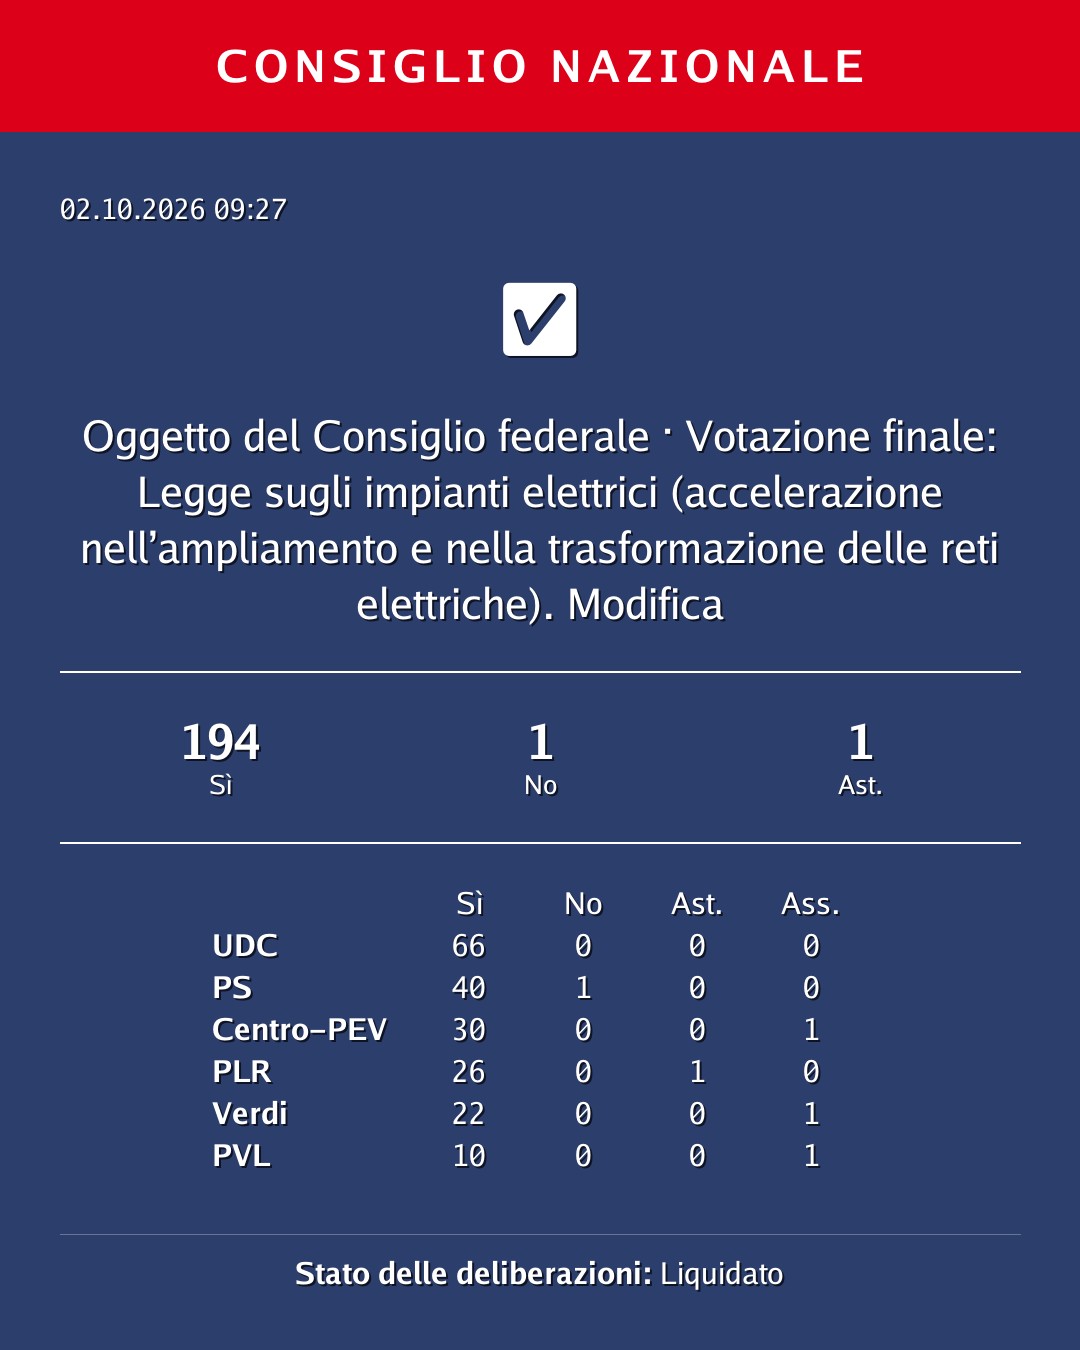 CONSIGLIO NAZIONALE
02.10.2026 09:27
Oggetto del Consiglio federale · Votazione finale:
Legge sugli impianti elettrici (accelerazione
nell’ampliamento e nella trasformazione delle reti
elettriche). Modifica
194 1 1
Sì No Ast.
Sì No Ast. Ass.
UDC 66 0 0 0
PS 40 1 0 0
Centro–PEV 30 0 0 1
PLR 26 0 1 0
Verdi 22 0 0 1
PVL 10 0 0 1
Stato delle deliberazioni: Liquidato